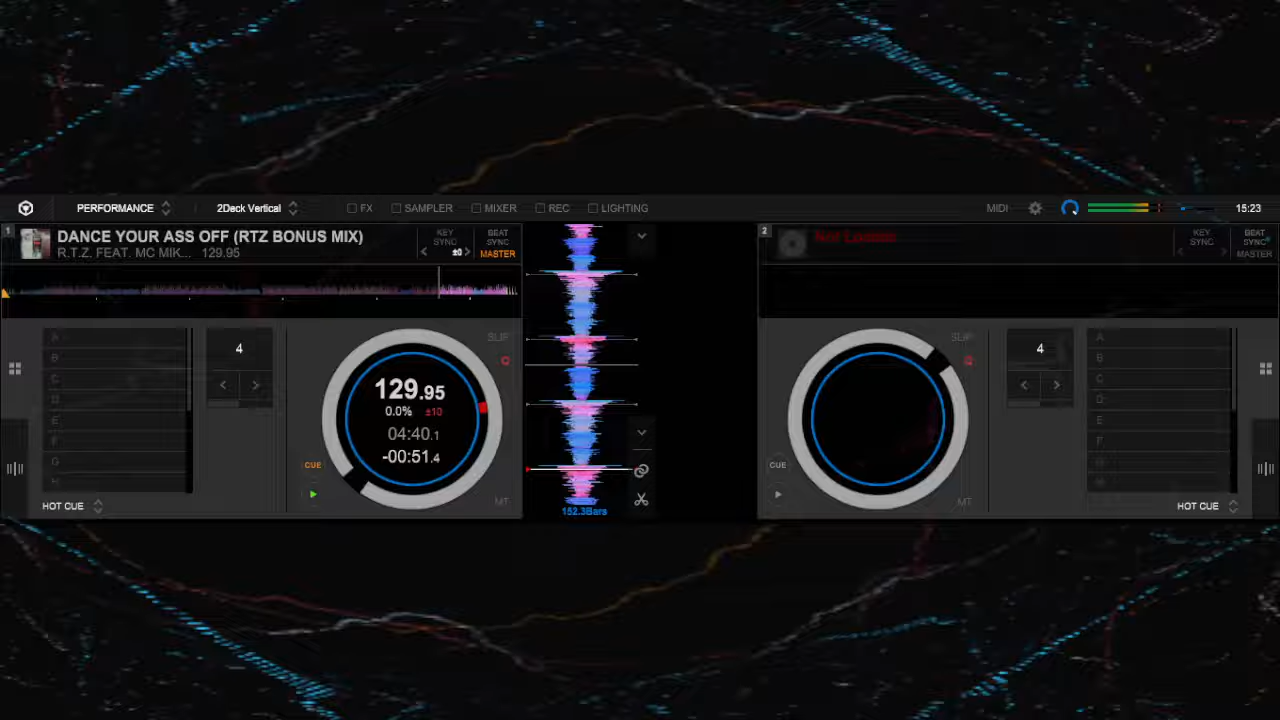 PERFORMANCE 2Deck Vertical FX SAMPLER MIXER REC LIGHTING MIDI 15:23
1 DANCE YOUR ASS OFF (RTZ BONUS MIX)
R.T.Z. FEAT. MC MIK... 129.95
KEY SYNC
±0
BEAT SYNC
MASTER
2 Not Loaded
KEY SYNC
BEAT SYNC
MASTER
A
B
C
D
E
F
G
H
HOT CUE
4
SLIP
Q
129.95
0.0% ±10
04:40.1
-00:51.4
CUE
MT
152.3Bars
SLIP
Q
CUE
MT
4
A
B
C
D
E
F
HOT CUE